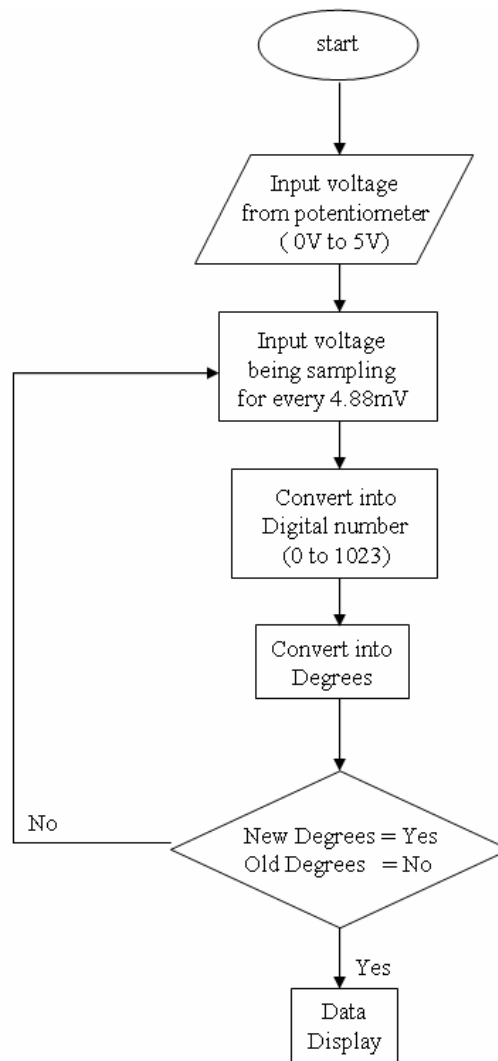 start
Input voltage
from potentiometer
( 0V to 5V)
Input voltage
being sampling
for every 4.88mV
Convert into
Digital number
(0 to 1023)
Convert into
Degrees
No
New Degrees = Yes
Old Degrees = No
Yes
Data
Display